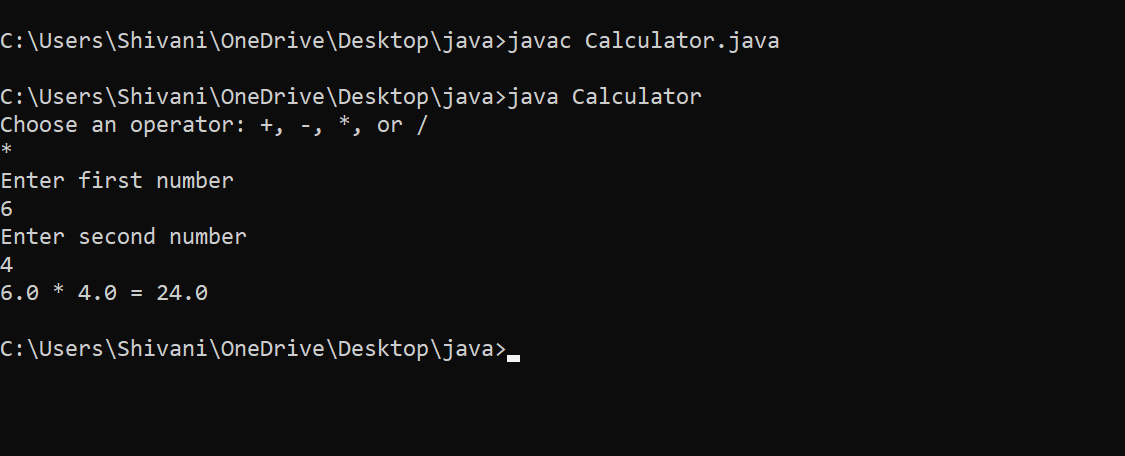 C:\Users\Shivani\OneDrive\Desktop\java>javac Calculator.java
C:\Users\Shivani\OneDrive\Desktop\java>java Calculator
Choose an operator: +, -, *, or /
*
Enter first number
6
Enter second number
4
6.0 * 4.0 = 24.0
C:\Users\Shivani\OneDrive\Desktop\java>